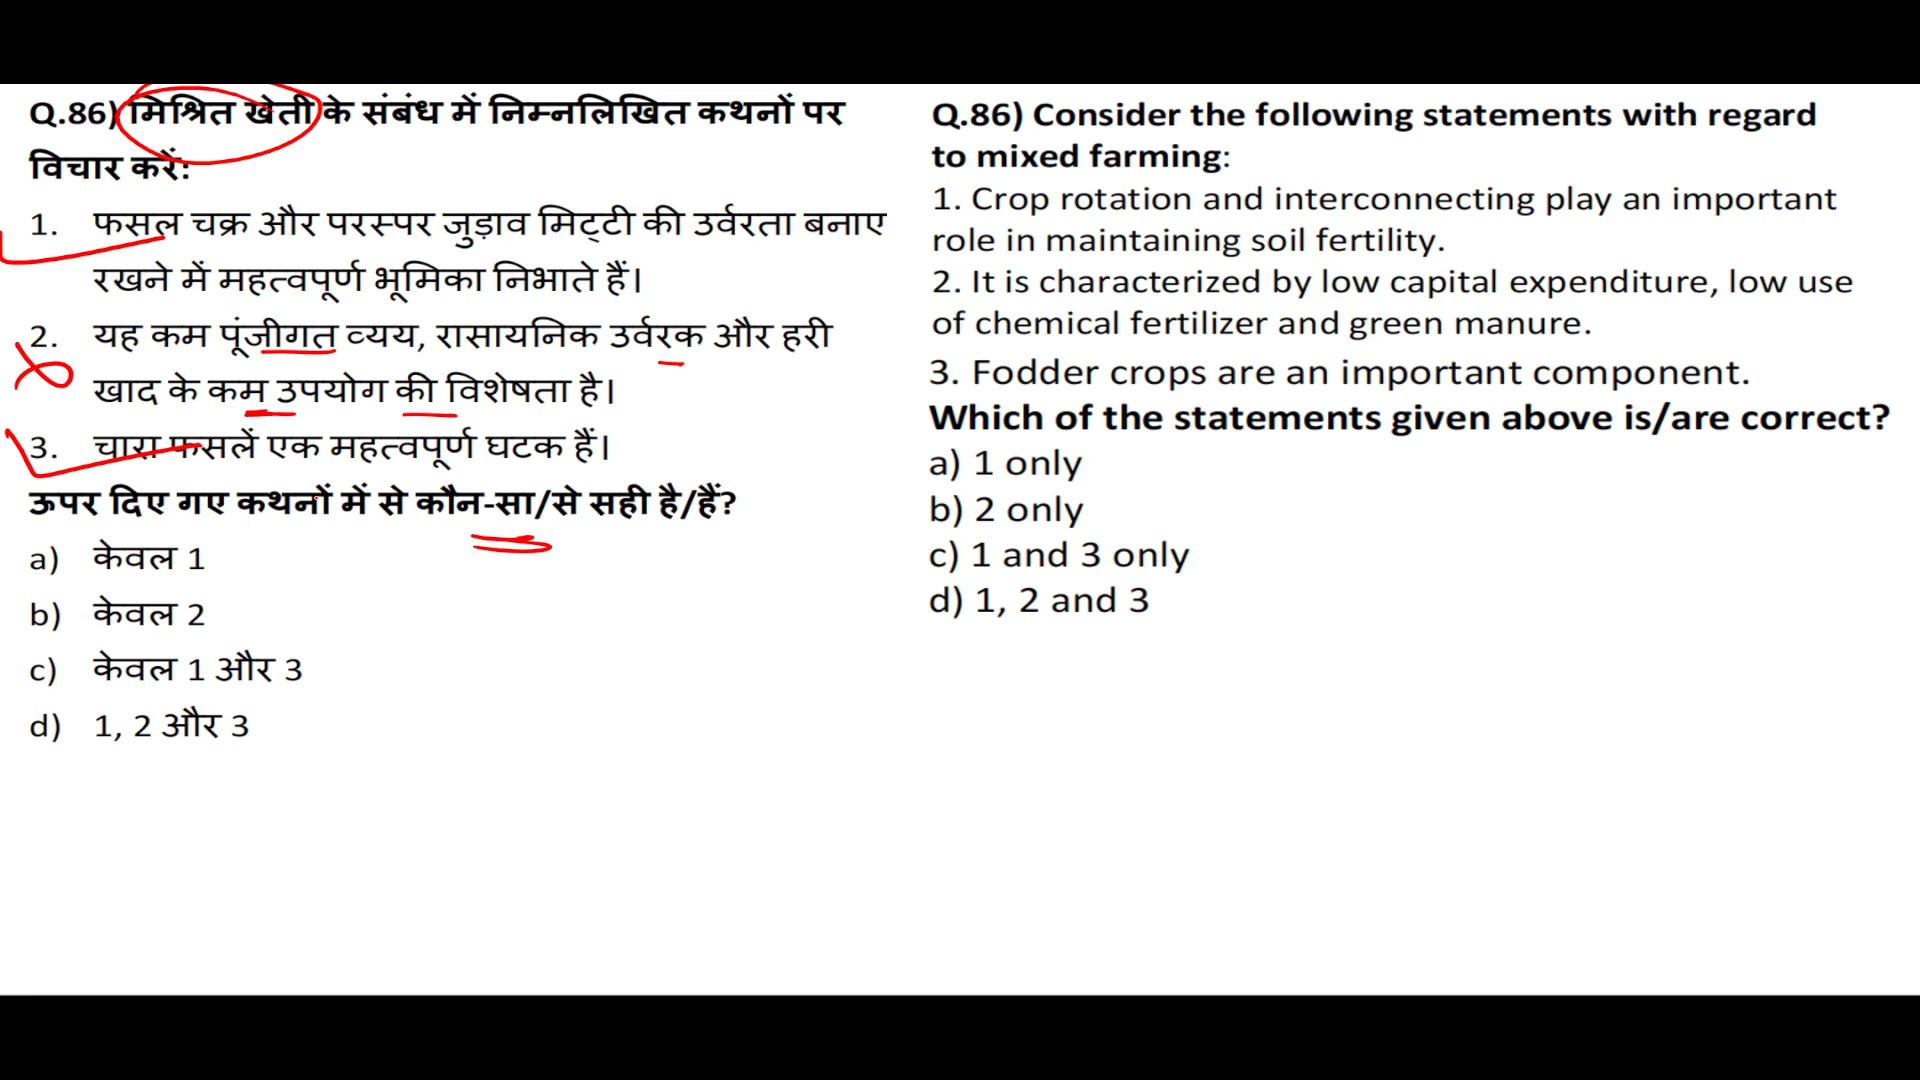 Q.86) मिश्रित खेती के संबंध में निम्नलिखित कथनों पर
विचार करें:
1. फसल चक्र और परस्पर जुड़ाव मिट्टी की उर्वरता बनाए
रखने में महत्वपूर्ण भूमिका निभाते हैं।
2. यह कम पूंजीगत व्यय, रासायनिक उर्वरक और हरी
खाद के कम उपयोग की विशेषता है।
3. चारा फसलें एक महत्वपूर्ण घटक हैं।
ऊपर दिए गए कथनों में से कौन-सा/से सही है/हैं?
a) केवल 1
b) केवल 2
c) केवल 1 और 3
d) 1, 2 और 3
Q.86) Consider the following statements with regard
to mixed farming:
1. Crop rotation and interconnecting play an important
role in maintaining soil fertility.
2. It is characterized by low capital expenditure, low use
of chemical fertilizer and green manure.
3. Fodder crops are an important component.
Which of the statements given above is/are correct?
a) 1 only
b) 2 only
c) 1 and 3 only
d) 1, 2 and 3